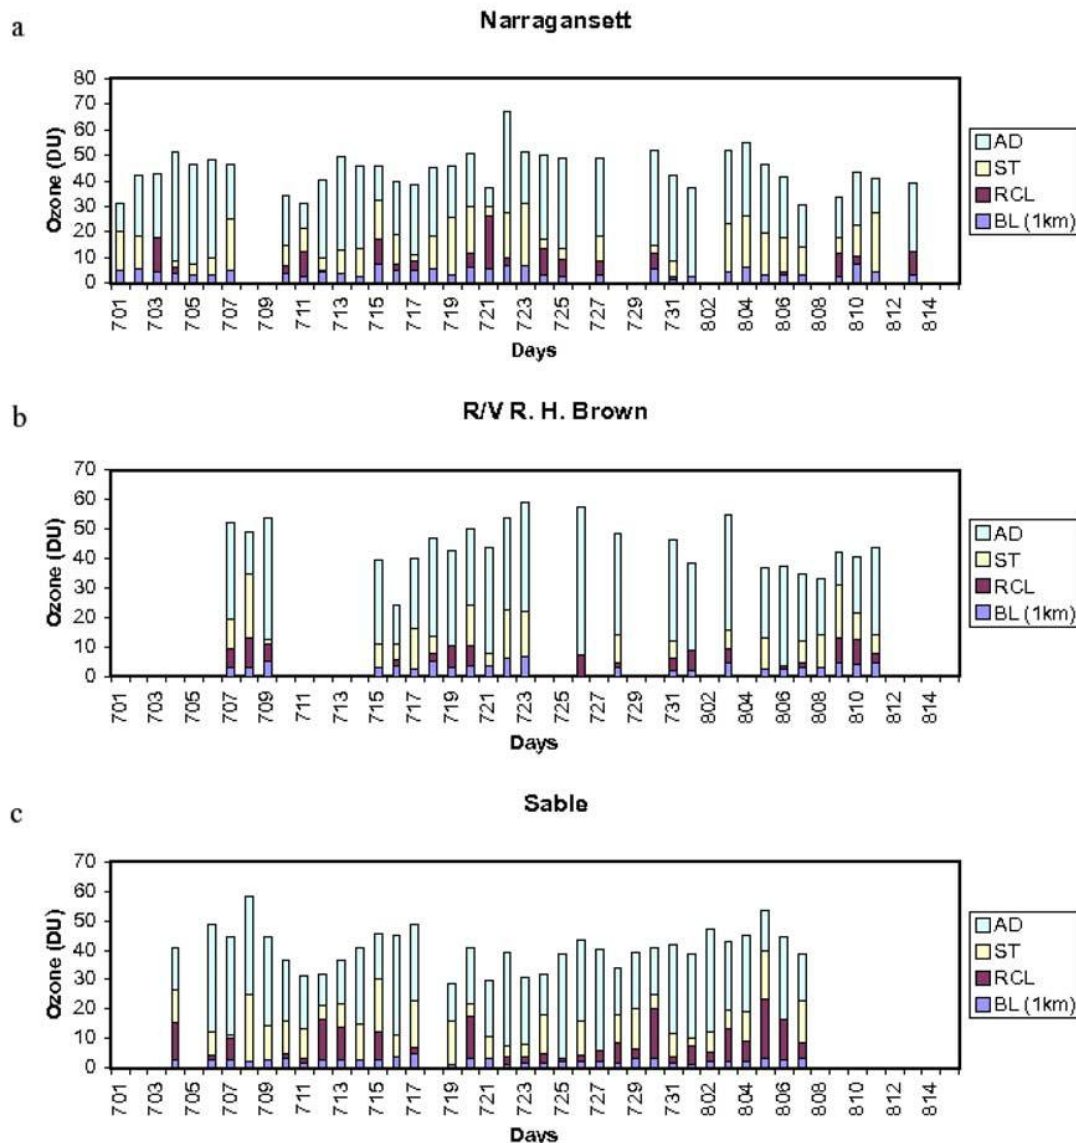 a
Narragansett
80
70
60
50
40
30
20
10
0
Ozone (DU)
701 703 705 707 709 711 713 715 717 719 721 723 725 727 729 731 802 804 806 808 810 812 814
Days
AD
ST
RCL
BL (1km)
b
R/V R. H. Brown
70
60
50
40
30
20
10
0
Ozone (DU)
701 703 705 707 709 711 713 715 717 719 721 723 725 727 729 731 802 804 806 808 810 812 814
Days
AD
ST
RCL
BL (1km)
c
Sable
70
60
50
40
30
20
10
0
Ozone (DU)
701 703 705 707 709 711 713 715 717 719 721 723 725 727 729 731 802 804 806 808 810 812 814
Days
AD
ST
RCL
BL (1km)